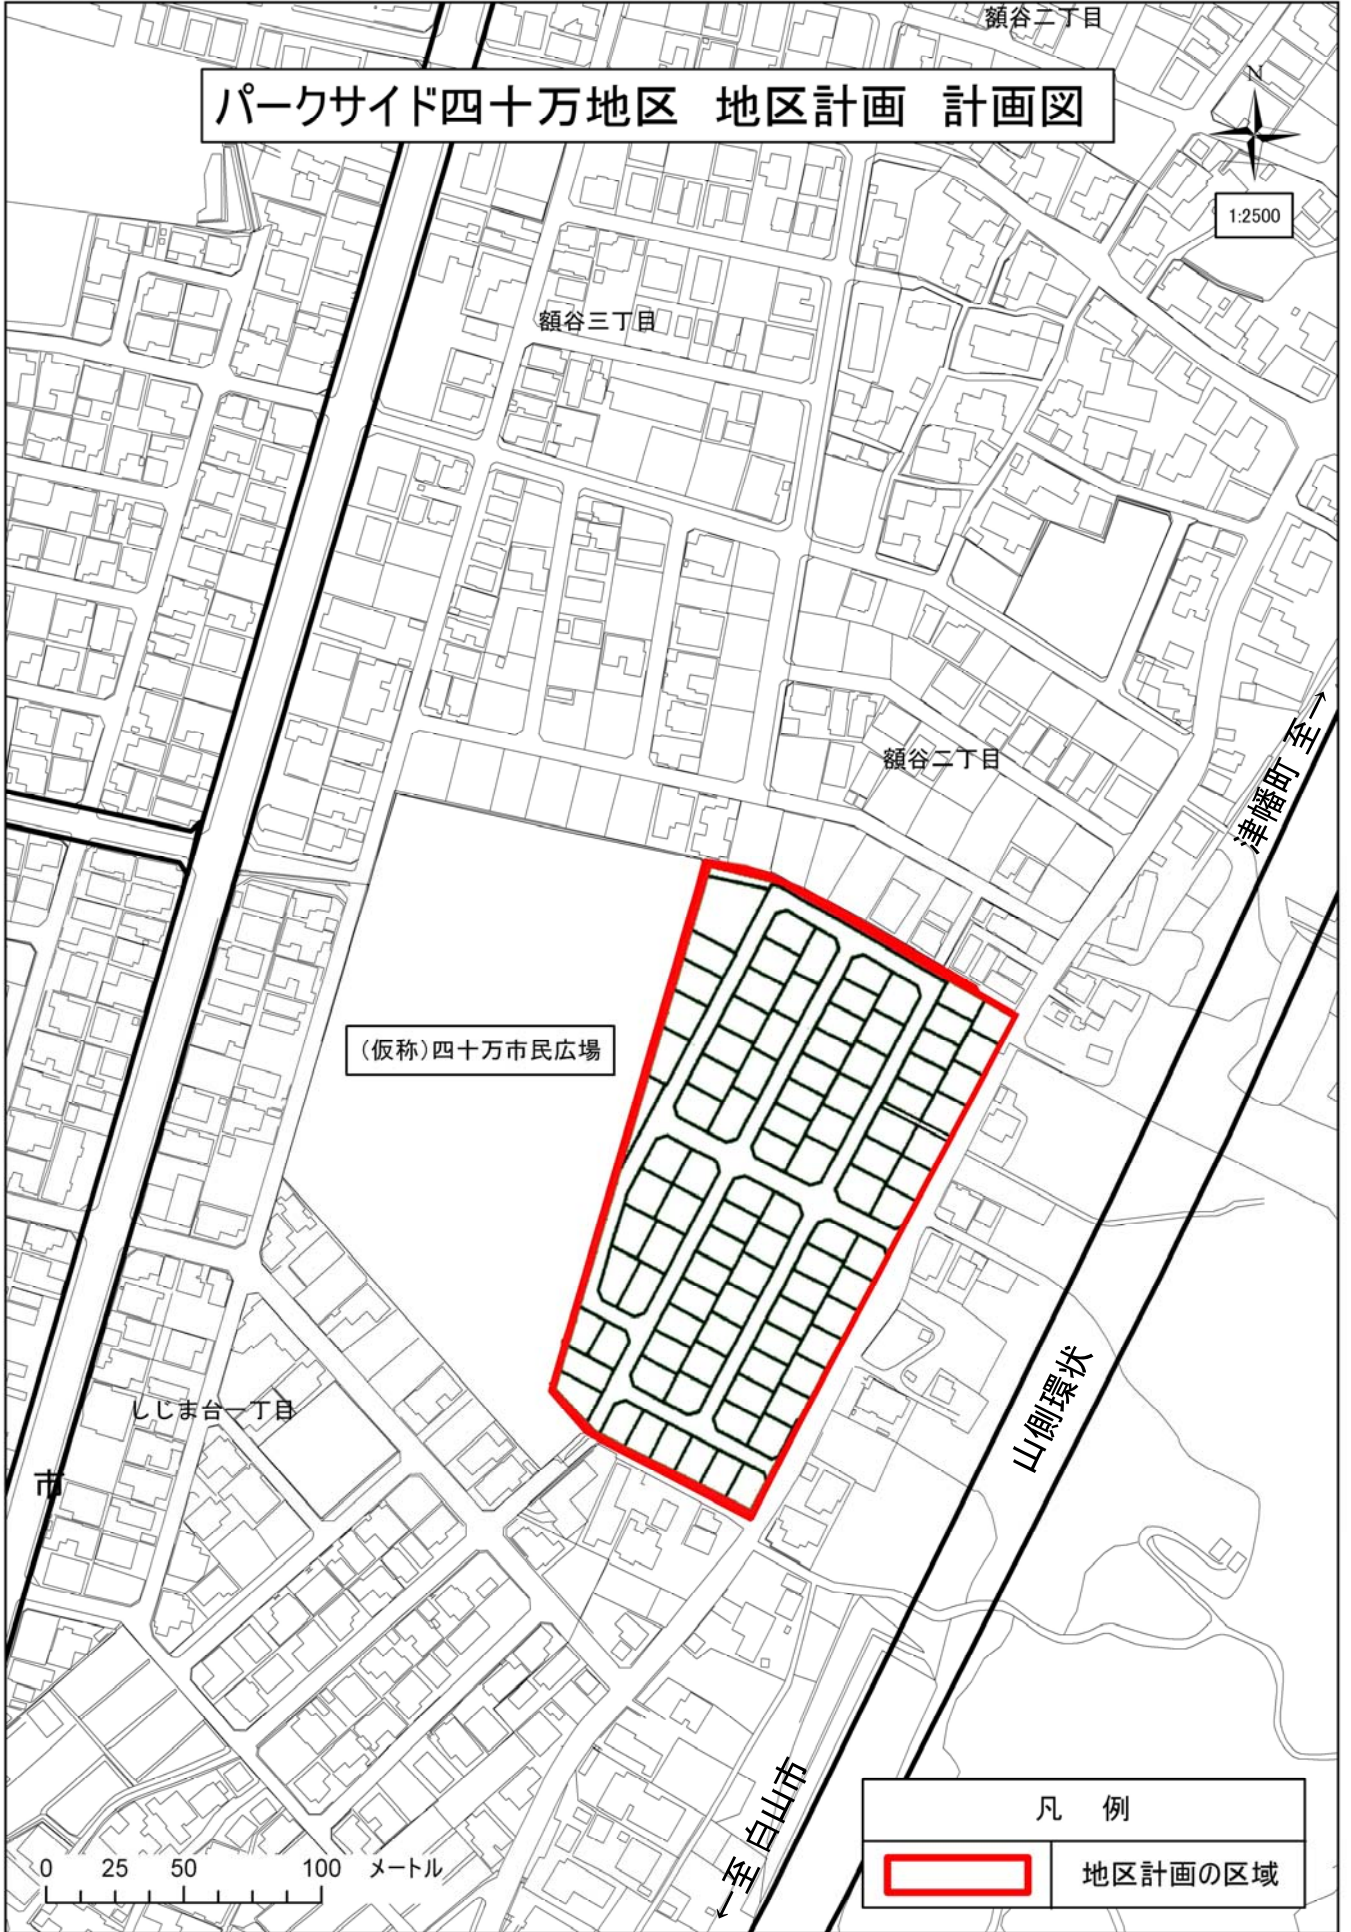 額谷二丁目
パークサイド四十万地区 地区計画 計画図
N
1:2500
額谷三丁目
額谷二丁目
津幡町 至→
(仮称)四十万市民広場
山側環状
しじま台一丁目
市
←至 白山市
凡 例
地区計画の区域
0 25 50 100 メートル